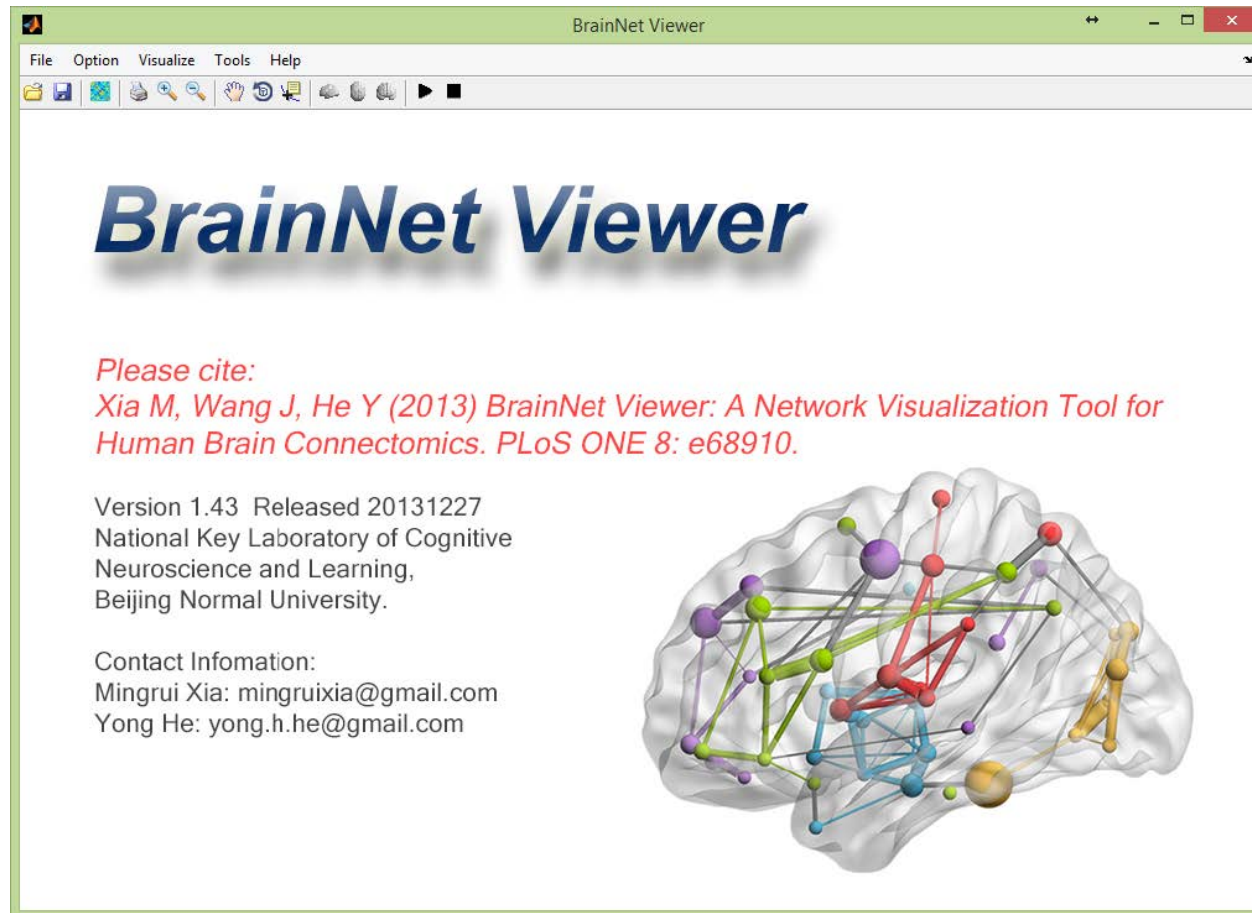 BrainNet Viewer
File Option Visualize Tools Help
BrainNet Viewer
Please cite:
Xia M, Wang J, He Y (2013) BrainNet Viewer: A Network Visualization Tool for
Human Brain Connectomics. PLoS ONE 8: e68910.
Version 1.43 Released 20131227
National Key Laboratory of Cognitive
Neuroscience and Learning,
Beijing Normal University.
Contact Infomation:
Mingrui Xia: mingruixia@gmail.com
Yong He: yong.h.he@gmail.com